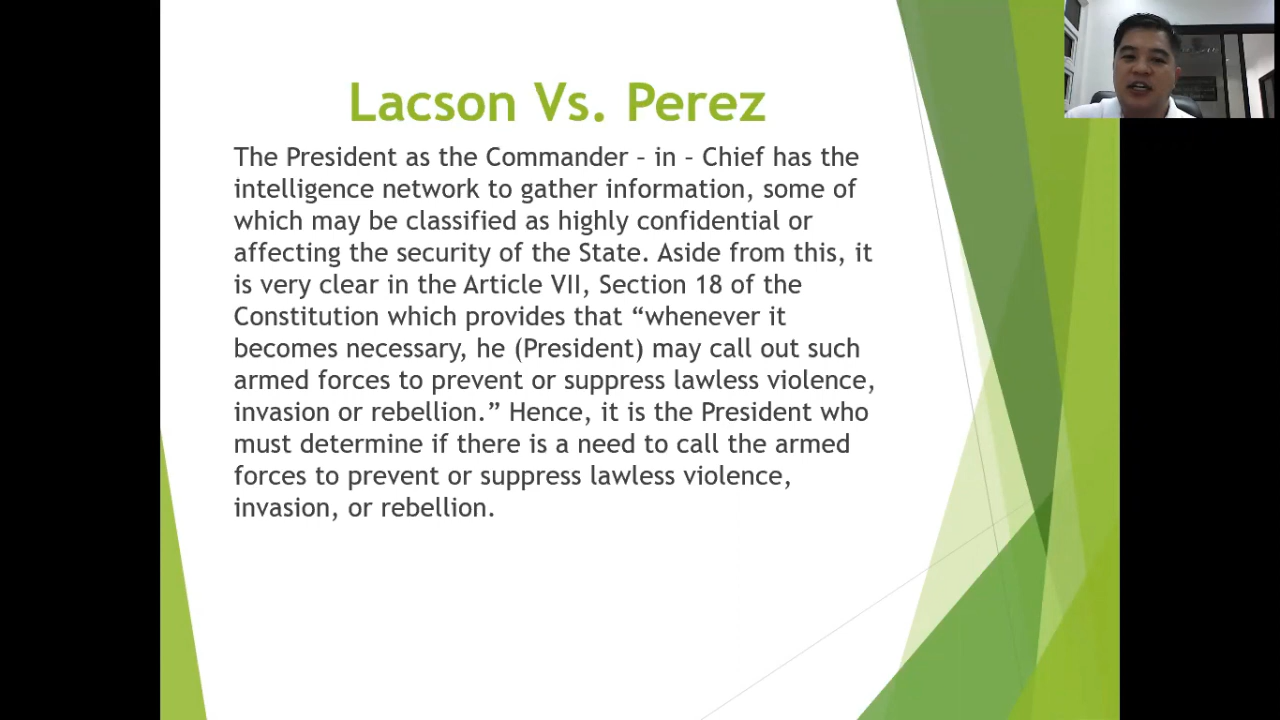 Lacson Vs. Perez
The President as the Commander – in – Chief has the
intelligence network to gather information, some of
which may be classified as highly confidential or
affecting the security of the State. Aside from this, it
is very clear in the Article VII, Section 18 of the
Constitution which provides that “whenever it
becomes necessary, he (President) may call out such
armed forces to prevent or suppress lawless violence,
invasion or rebellion.” Hence, it is the President who
must determine if there is a need to call the armed
forces to prevent or suppress lawless violence,
invasion, or rebellion.